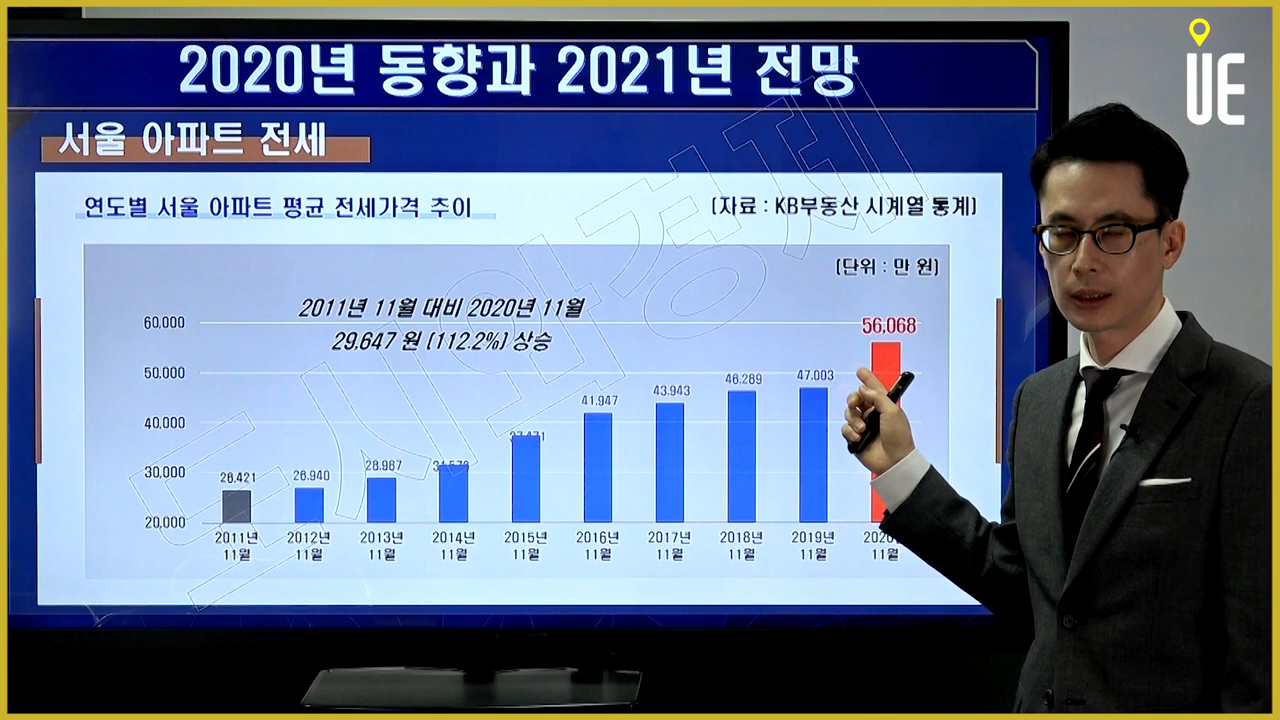 2020년 동향과 2021년 전망
UE
서울 아파트 전세
연도별 서울 아파트 평균 전세가격 추이
(자료 : KB부동산 시계열 통계)
(단위 : 만 원)
2011년 11월 대비 2020년 11월
29,647 원 (112.2%) 상승
60,000
50,000
40,000
30,000
20,000
26,421
26,940
28,987
37,471
41,947
43,943
46,289
47,003
56,068
2011년 2012년 2013년 2014년 2015년 2016년 2017년 2018년 2019년 2020
11월 11월 11월 11월 11월 11월 11월 11월 11월 11월
도시와경제